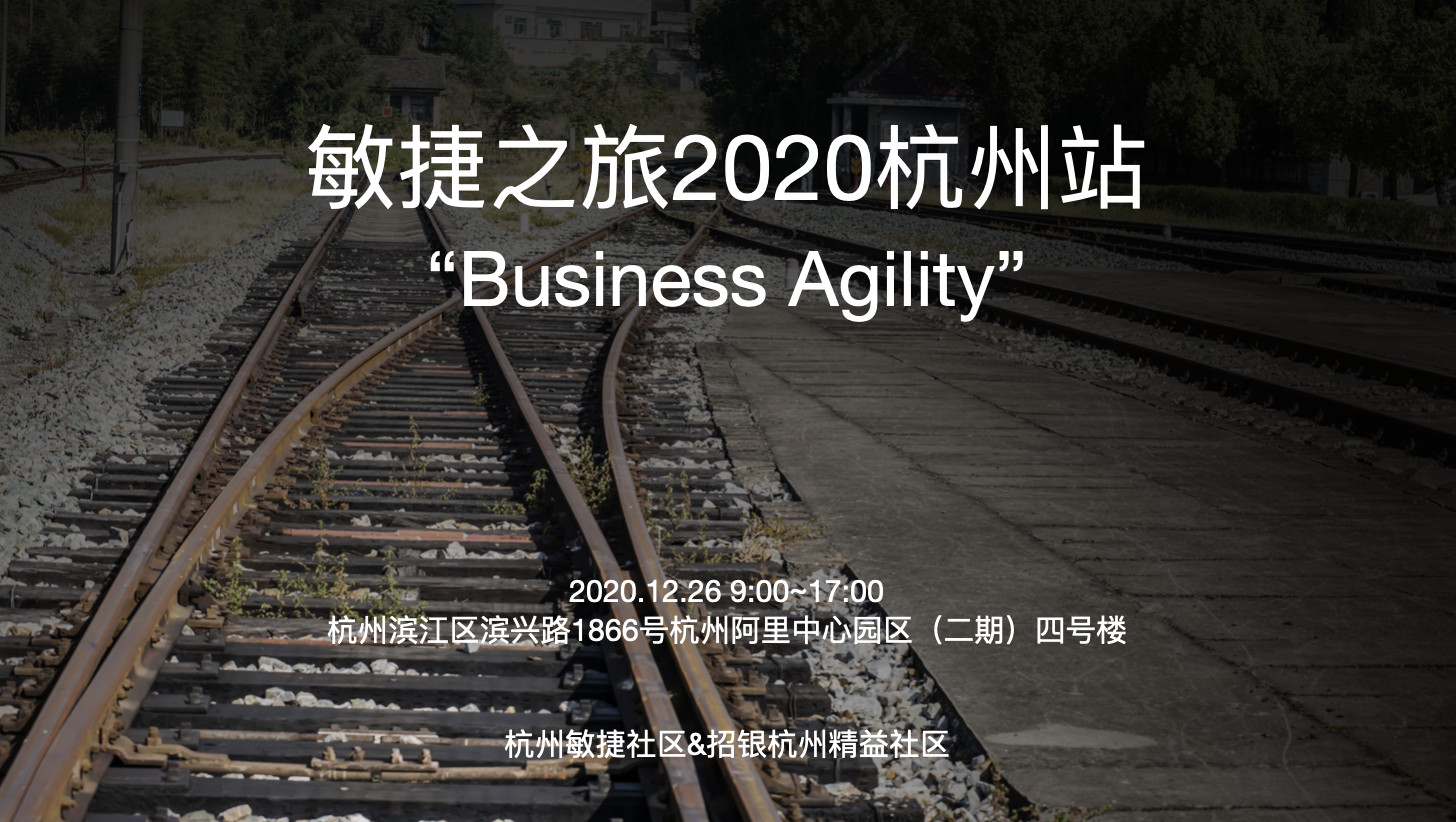 敏捷之旅2020杭州站
“Business Agility”
2020.12.26 9:00~17:00
杭州滨江区滨兴路1866号杭州阿里中心园区（二期）四号楼
杭州敏捷社区&招银杭州精益社区